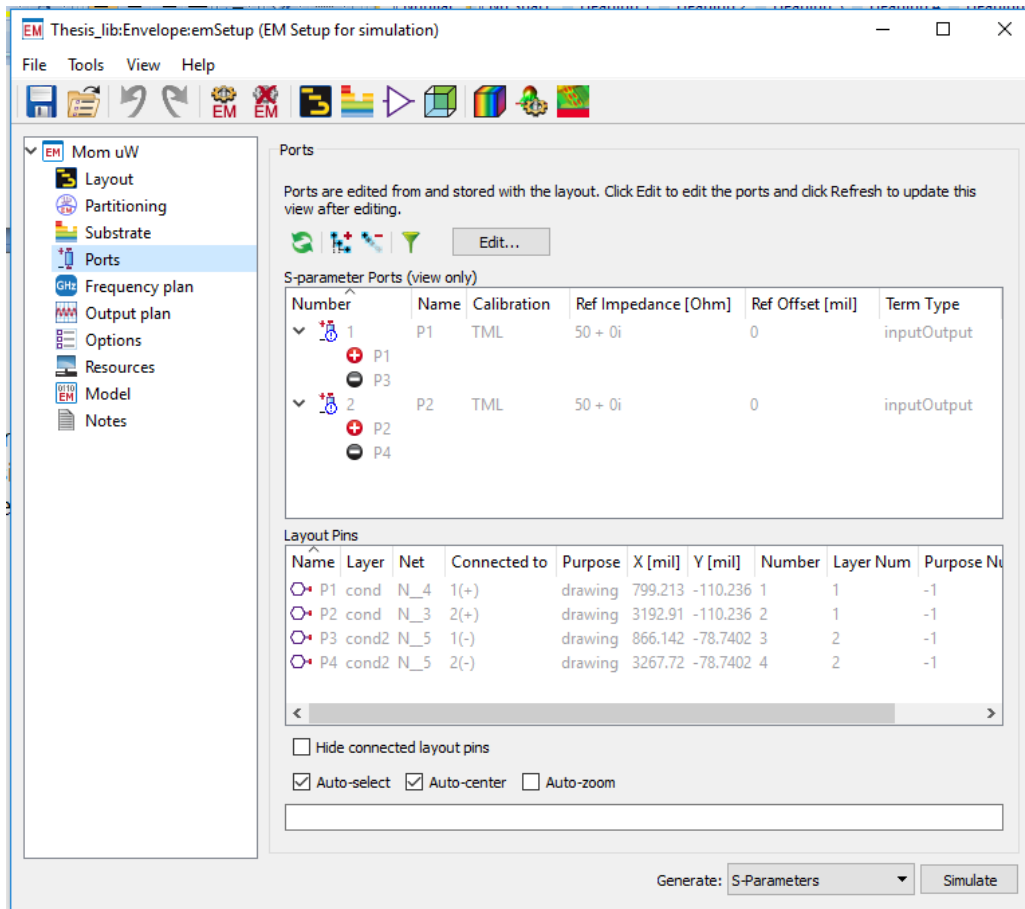 EM Thesis_lib:Envelope:emSetup (EM Setup for simulation)
File Tools View Help
EM EM
EM Mom uW
Layout
Partitioning
Substrate
Ports
GHz Frequency plan
Output plan
Options
Resources
0110 EM Model
Notes
Ports
Ports are edited from and stored with the layout. Click Edit to edit the ports and click Refresh to update this
view after editing.
Edit...
S-parameter Ports (view only)
Number Name Calibration Ref Impedance [Ohm] Ref Offset [mil] Term Type
1 P1 TML 50 + 0i 0 inputOutput
P1
P3
2 P2 TML 50 + 0i 0 inputOutput
P2
P4
Layout Pins
Name Layer Net Connected to Purpose X [mil] Y [mil] Number Layer Num Purpose Nu
P1 cond N__4 1(+) drawing 799.213 -110.236 1 1 -1
P2 cond N__3 2(+) drawing 3192.91 -110.236 2 1 -1
P3 cond2 N__5 1(-) drawing 866.142 -78.7402 3 2 -1
P4 cond2 N__5 2(-) drawing 3267.72 -78.7402 4 2 -1
Hide connected layout pins
Auto-select Auto-center Auto-zoom
Generate: S-Parameters Simulate